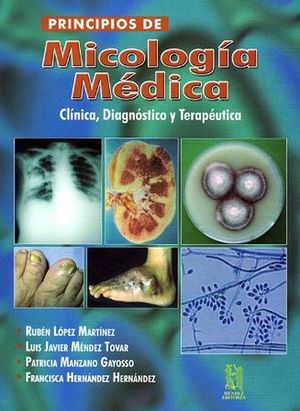 PRINCIPIOS DE
Micología
Médica
Clínica, Diagnóstico y Terapéutica
• RUBÉN LÓPEZ MARTÍNEZ
• LUIS JAVIER MÉNDEZ TOVAR
• PATRICIA MANZANO GAYOSSO
• FRANCISCA HERNÁNDEZ HERNÁNDEZ
MÉNDEZ
EDITORES